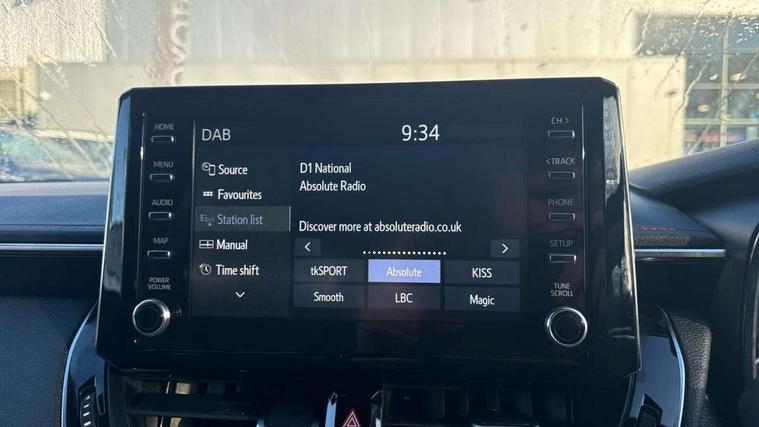 HOME
MENU
AUDIO
MAP
POWER
VOLUME
DAB
9:34
Source
Favourites
Station list
Manual
Time shift
D1 National
Absolute Radio
Discover more at absoluteradio.co.uk
tkSPORT
Absolute
KISS
Smooth
LBC
Magic
CH >
< TRACK
PHONE
SETUP
TUNE
SCROLL